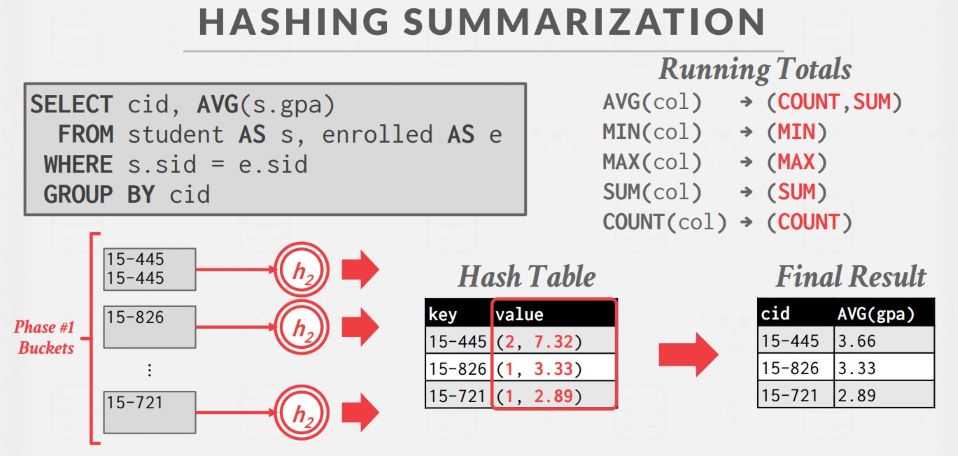 HASHING SUMMARIZATION
SELECT cid, AVG(s.gpa)
FROM student AS s, enrolled AS e
WHERE s.sid = e.sid
GROUP BY cid
Running Totals
AVG(col) → (COUNT,SUM)
MIN(col) → (MIN)
MAX(col) → (MAX)
SUM(col) → (SUM)
COUNT(col) → (COUNT)
Phase #1
Buckets
15-445
15-445
h2
15-826
h2
⋮
15-721
h2
Hash Table
key value
15-445 (2, 7.32)
15-826 (1, 3.33)
15-721 (1, 2.89)
Final Result
cid AVG(gpa)
15-445 3.66
15-826 3.33
15-721 2.89